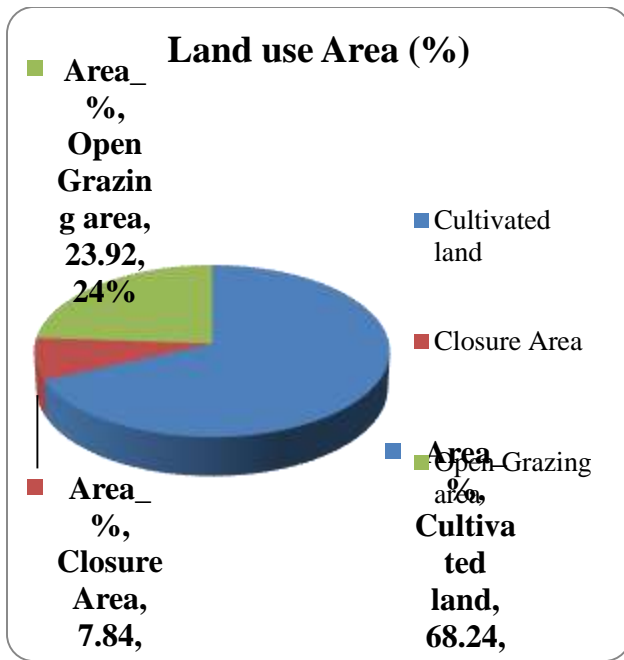 Land use Area (%)
Area_
%,
Open
Grazin
g area,
23.92,
24%
Cultivated
land
Closure Area
Open Grazing
area
Area_
%,
Closure
Area,
7.84,
Area_
%,
Cultiva
ted
land,
68.24,